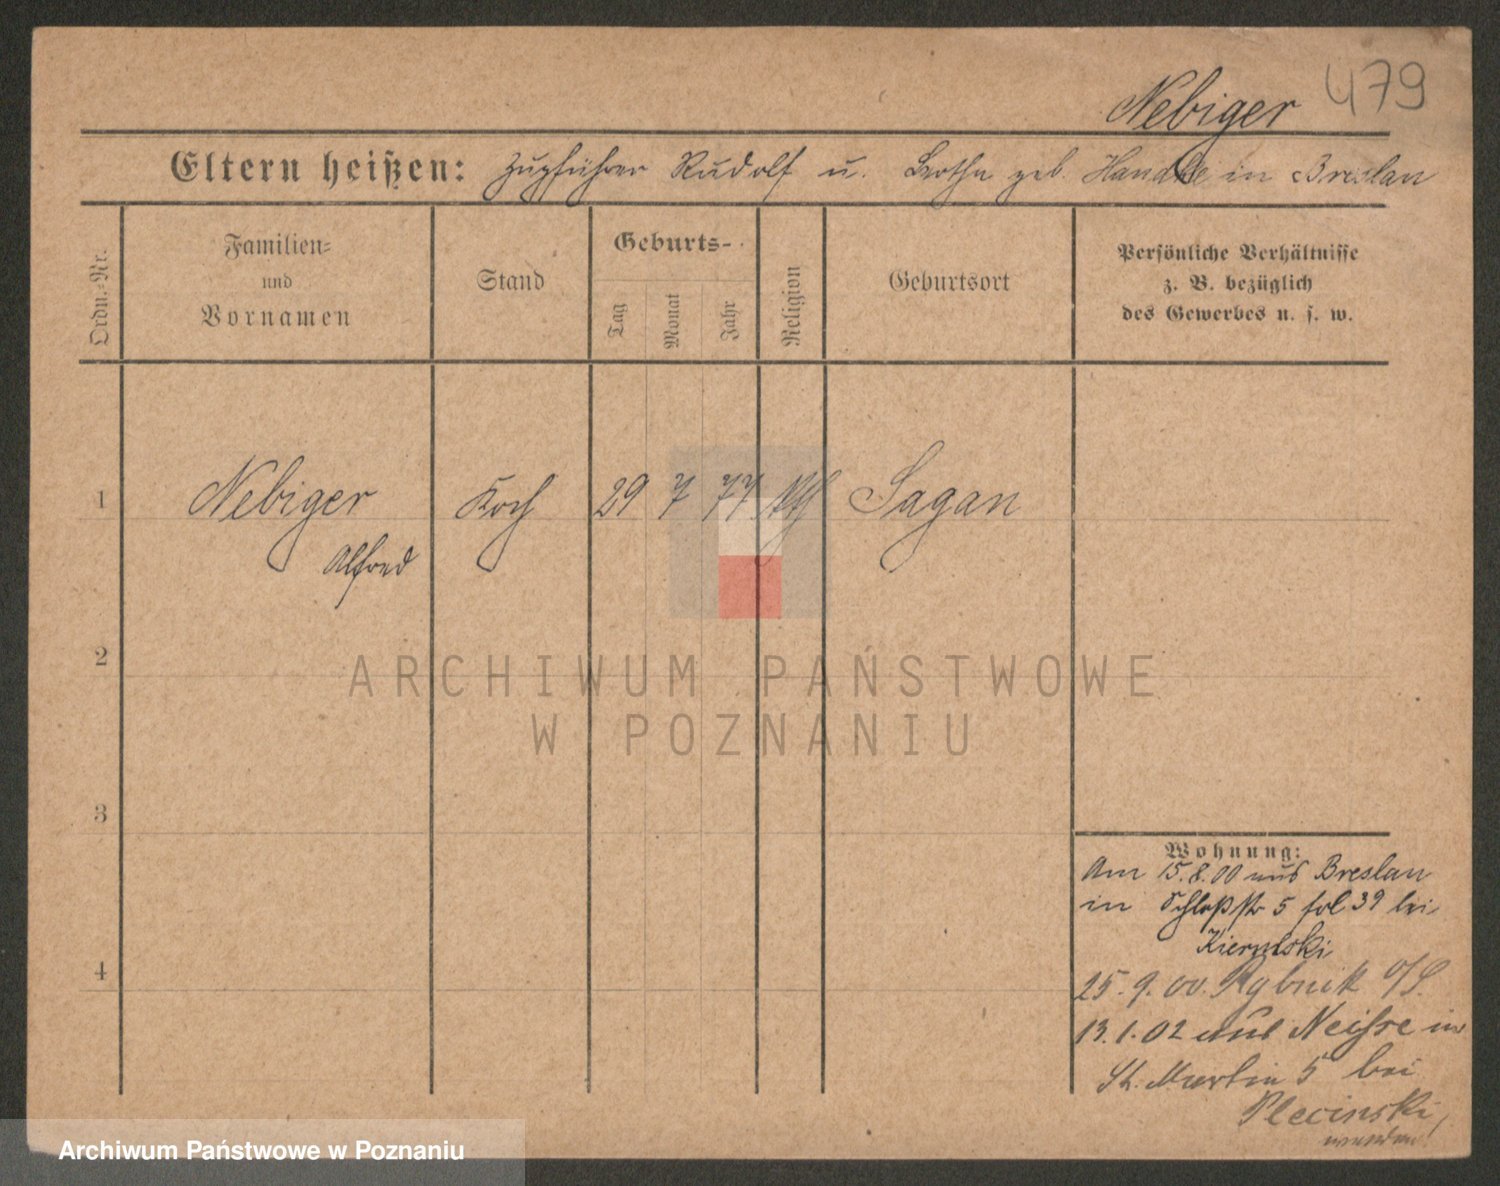 Nebiger 479
Eltern heißen: Zugführer Rudolf u. Bertha geb. Handke in Breslau
Ordn.-Nr.
Familien-
und
Vornamen
Stand
Geburts-
Tag
Monat
Jahr
Religion
Geburtsort
Persönliche Verhältnisse
z. B. bezüglich
des Gewerbes u. s. w.
1 Nebiger Koch 29 7 77 Sagan
Alfred
2
3
4
Wohnung:
Am 15.8.00 aus Breslau
in Schloßstr 5 fol 39 bei
25.9.00. Rybnik O/S.
13.1.02 aus Neisse in
St. Martin 5 bei
Plecinski,
ARCHIWUM PAŃSTWOWE
W POZNANIU
Archiwum Państwowe w Poznaniu